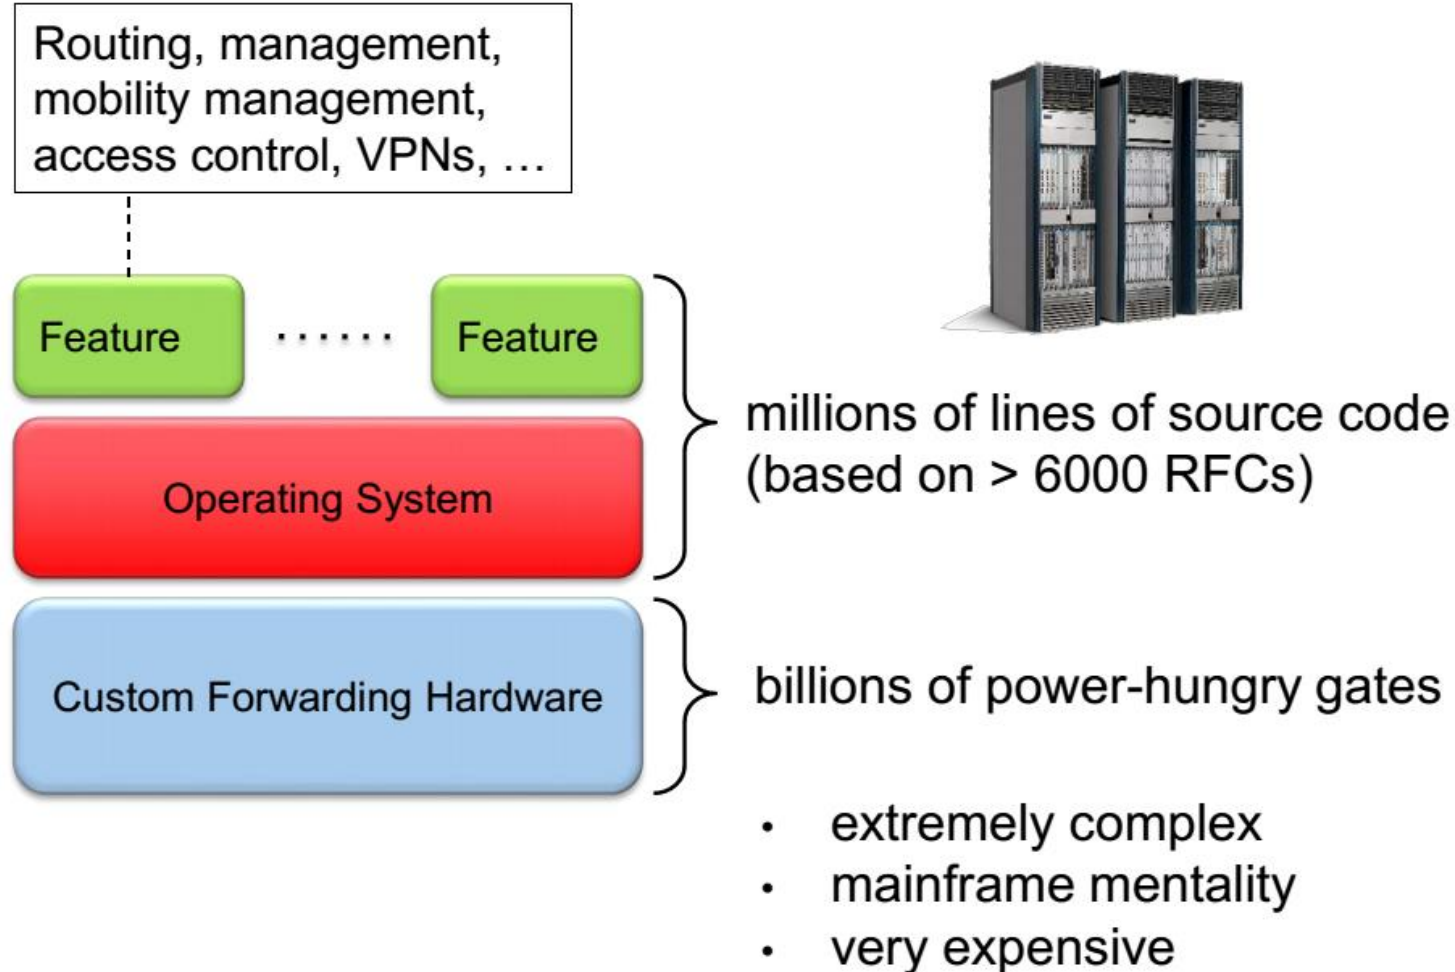 Routing, management,
mobility management,
access control, VPNs, …
Feature
......
Feature
millions of lines of source code
(based on > 6000 RFCs)
Operating System
Custom Forwarding Hardware
billions of power-hungry gates
• extremely complex
• mainframe mentality
• very expensive